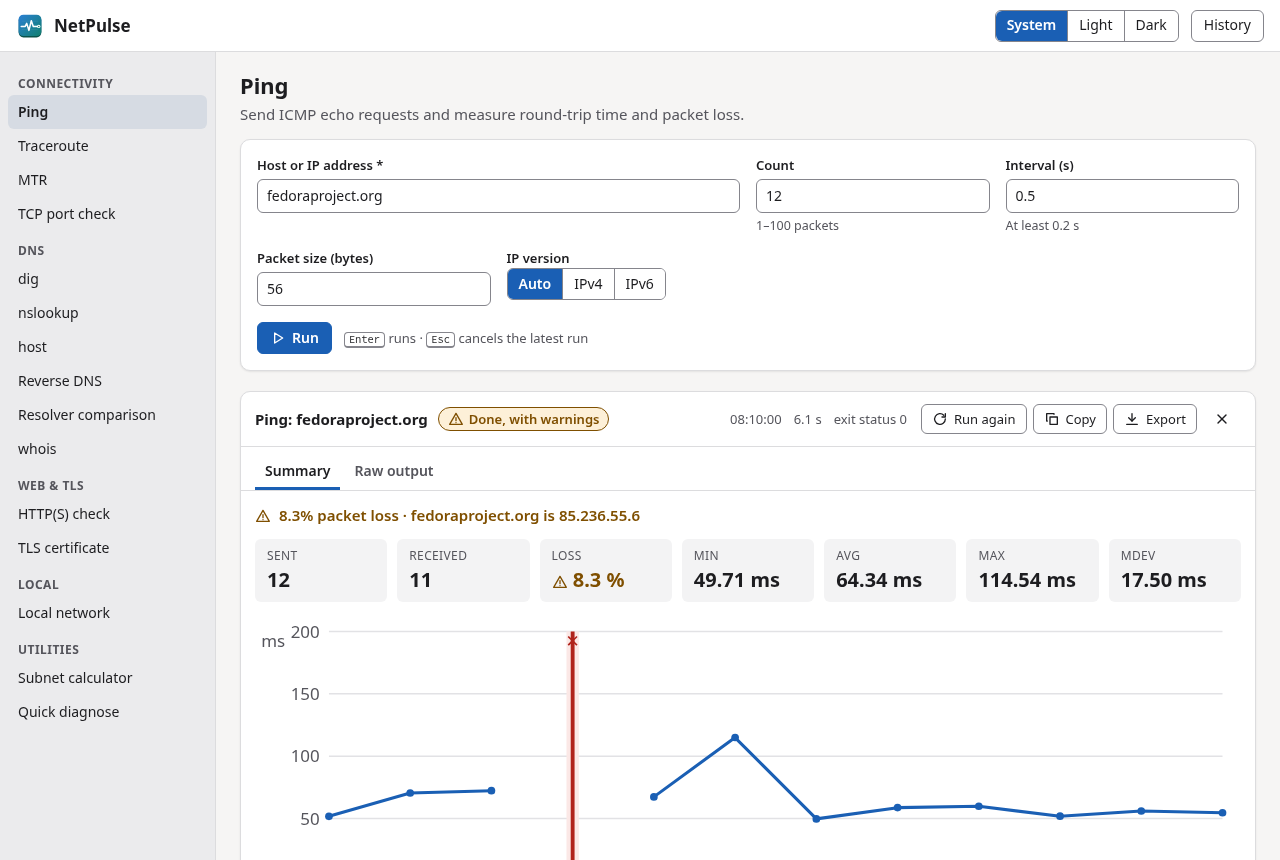 NetPulse
System Light Dark History
CONNECTIVITY
Ping
Traceroute
MTR
TCP port check
DNS
dig
nslookup
host
Reverse DNS
Resolver comparison
whois
WEB & TLS
HTTP(S) check
TLS certificate
LOCAL
Local network
UTILITIES
Subnet calculator
Quick diagnose
Ping
Send ICMP echo requests and measure round-trip time and packet loss.
Host or IP address * Count Interval (s)
fedoraproject.org 12 0.5
1–100 packets At least 0.2 s
Packet size (bytes) IP version
56 Auto IPv4 IPv6
Run Enter runs · Esc cancels the latest run
Ping: fedoraproject.org Done, with warnings 08:10:00 6.1 s exit status 0 Run again Copy Export
Summary Raw output
8.3% packet loss · fedoraproject.org is 85.236.55.6
SENT RECEIVED LOSS MIN AVG MAX MDEV
12 11 8.3 % 49.71 ms 64.34 ms 114.54 ms 17.50 ms
ms 200
150
100
50